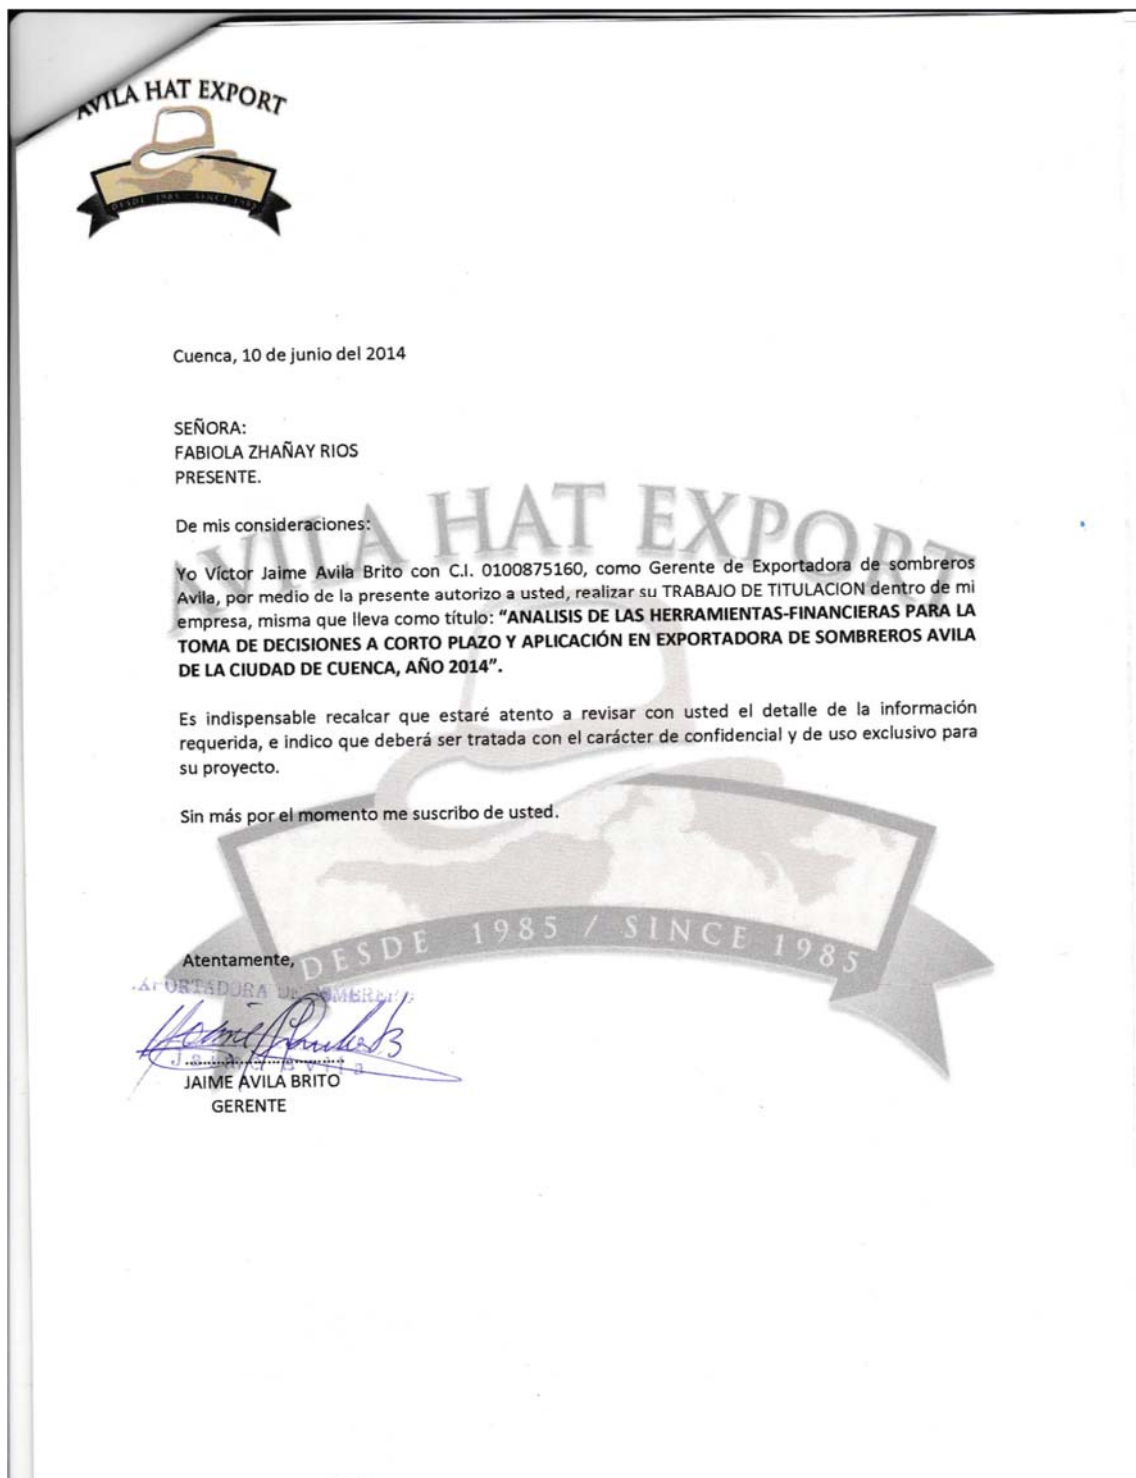 AVILA HAT EXPORT
DESDE 1985 / SINCE 1985
Cuenca, 10 de junio del 2014
SEÑORA:
FABIOLA ZHAÑAY RIOS
PRESENTE.
AVILA HAT EXPORT
De mis consideraciones:
Yo Víctor Jaime Avila Brito con C.I. 0100875160, como Gerente de Exportadora de sombreros
Avila, por medio de la presente autorizo a usted, realizar su TRABAJO DE TITULACION dentro de mi
empresa, misma que lleva como título: “ANALISIS DE LAS HERRAMIENTAS-FINANCIERAS PARA LA
TOMA DE DECISIONES A CORTO PLAZO Y APLICACIÓN EN EXPORTADORA DE SOMBREROS AVILA
DE LA CIUDAD DE CUENCA, AÑO 2014”.
Es indispensable recalcar que estaré atento a revisar con usted el detalle de la información
requerida, e indico que deberá ser tratada con el carácter de confidencial y de uso exclusivo para
su proyecto.
Sin más por el momento me suscribo de usted.
DESDE 1985 / SINCE 1985
Atentamente,
JAIME AVILA BRITO
GERENTE